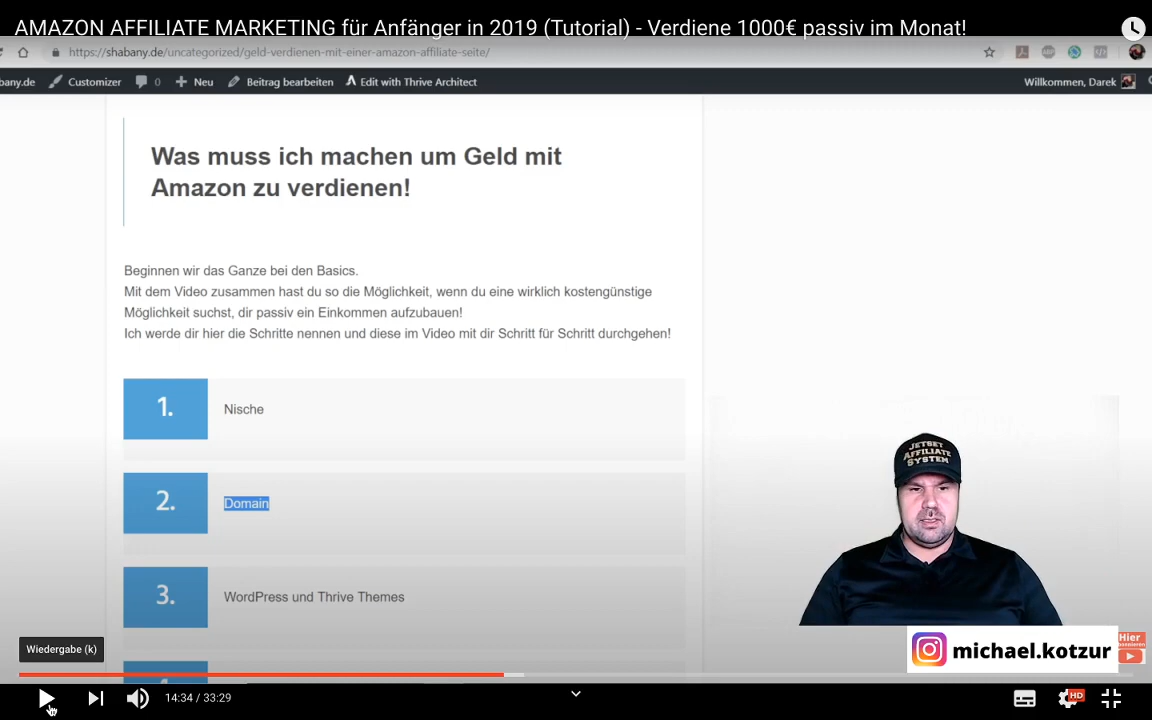 AMAZON AFFILIATE MARKETING für Anfänger in 2019 (Tutorial) - Verdiene 1000€ passiv im Monat!
https://shabany.de/uncategorized/geld-verdienen-mit-einer-amazon-affiliate-seite/
bany.de Customizer 0 Neu Beitrag bearbeiten Edit with Thrive Architect Willkommen, Darek
Was muss ich machen um Geld mit
Amazon zu verdienen!
Beginnen wir das Ganze bei den Basics.
Mit dem Video zusammen hast du so die Möglichkeit, wenn du eine wirklich kostengünstige
Möglichkeit suchst, dir passiv ein Einkommen aufzubauen!
Ich werde dir hier die Schritte nennen und diese im Video mit dir Schritt für Schritt durchgehen!
1. Nische
2. Domain
3. WordPress und Thrive Themes
JETSET
AFFILIATE
SYSTEM
Wiedergabe (k)
michael.kotzur
Hier
14:34 / 33:29
HD